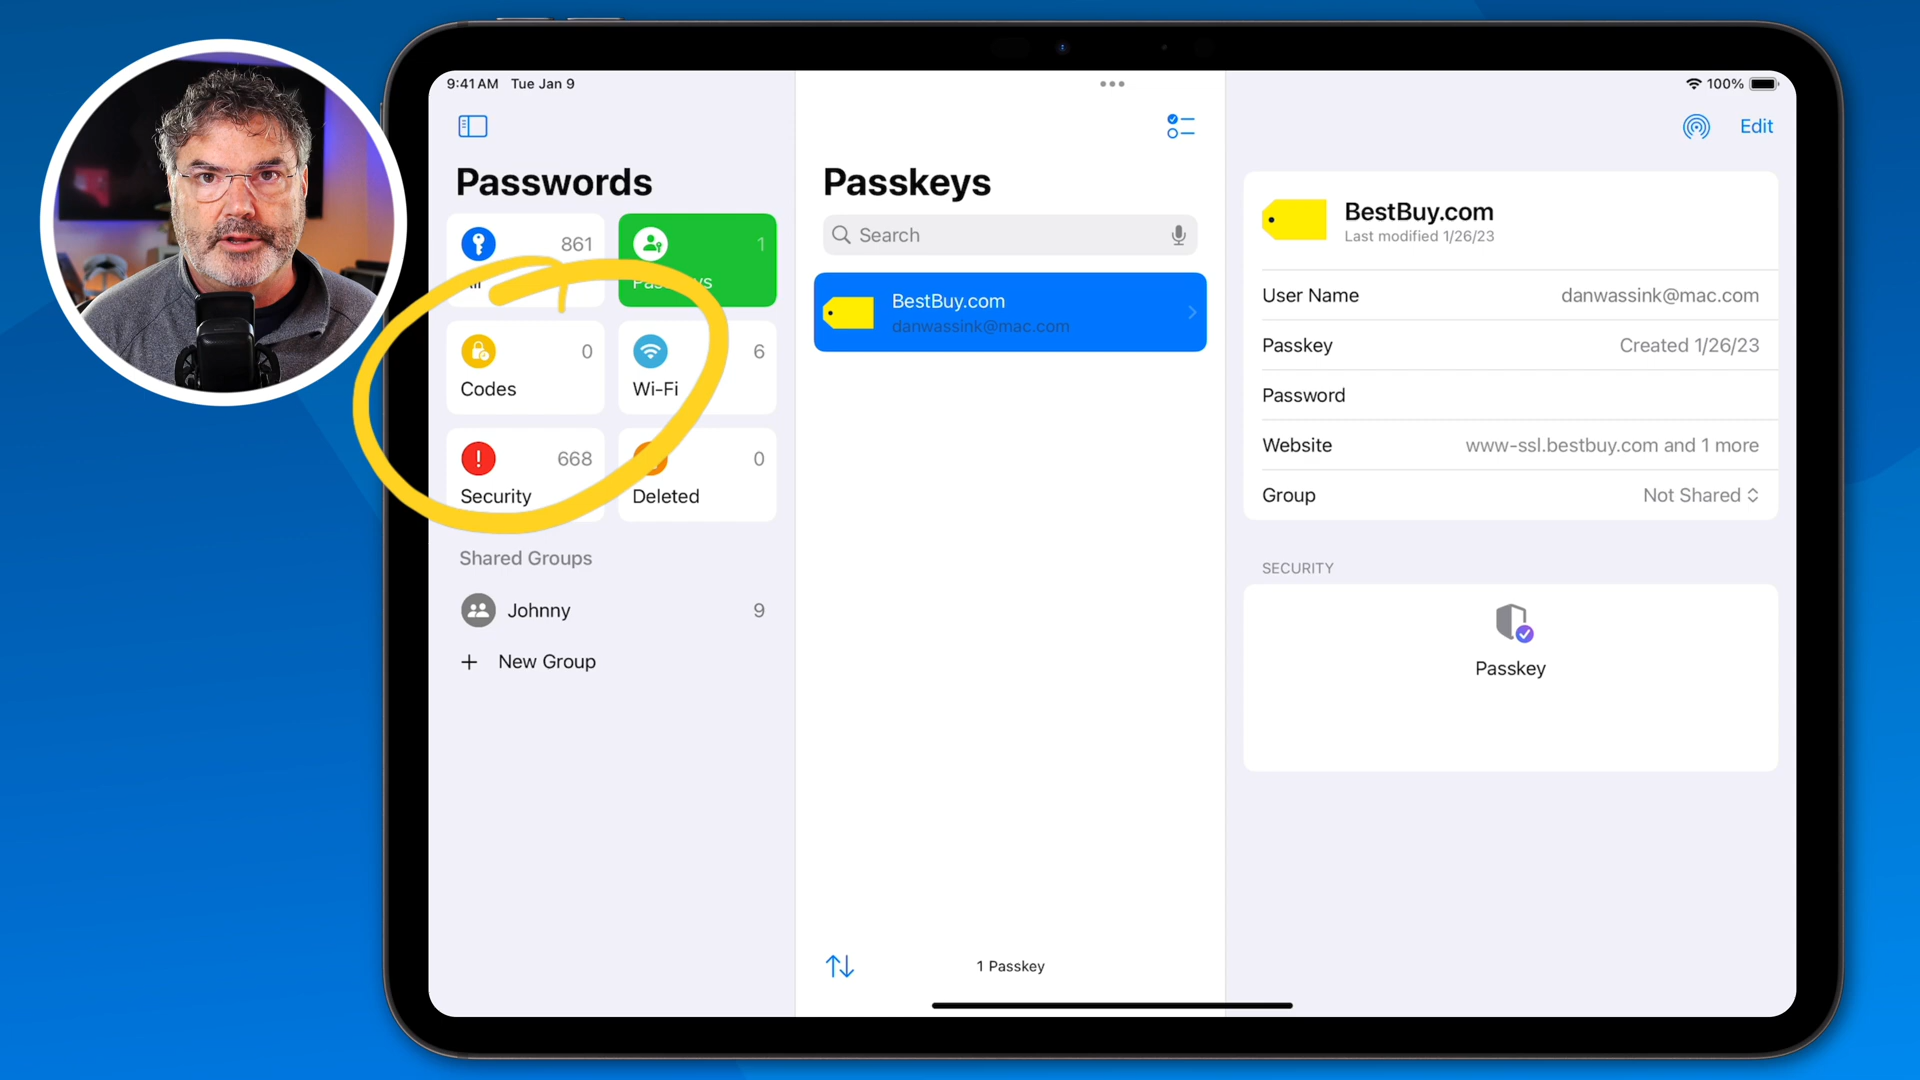 9:41 AM Tue Jan 9
100%
Edit
Passwords
861
1
Codes
0
Wi-Fi
6
Security
668
Deleted
0
Shared Groups
Johnny
9
New Group
Passkeys
Search
BestBuy.com
danwassink@mac.com
1 Passkey
BestBuy.com
Last modified 1/26/23
User Name
danwassink@mac.com
Passkey
Created 1/26/23
Password
Website
www-ssl.bestbuy.com and 1 more
Group
Not Shared
SECURITY
Passkey